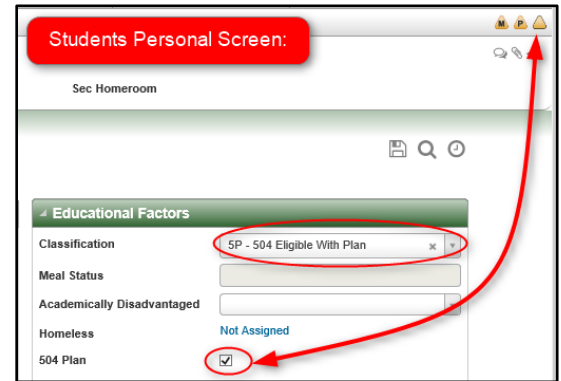 M P
Students Personal Screen:
Sec Homeroom
Educational Factors
Classification 5P - 504 Eligible With Plan
Meal Status
Academically Disadvantaged
Homeless Not Assigned
504 Plan